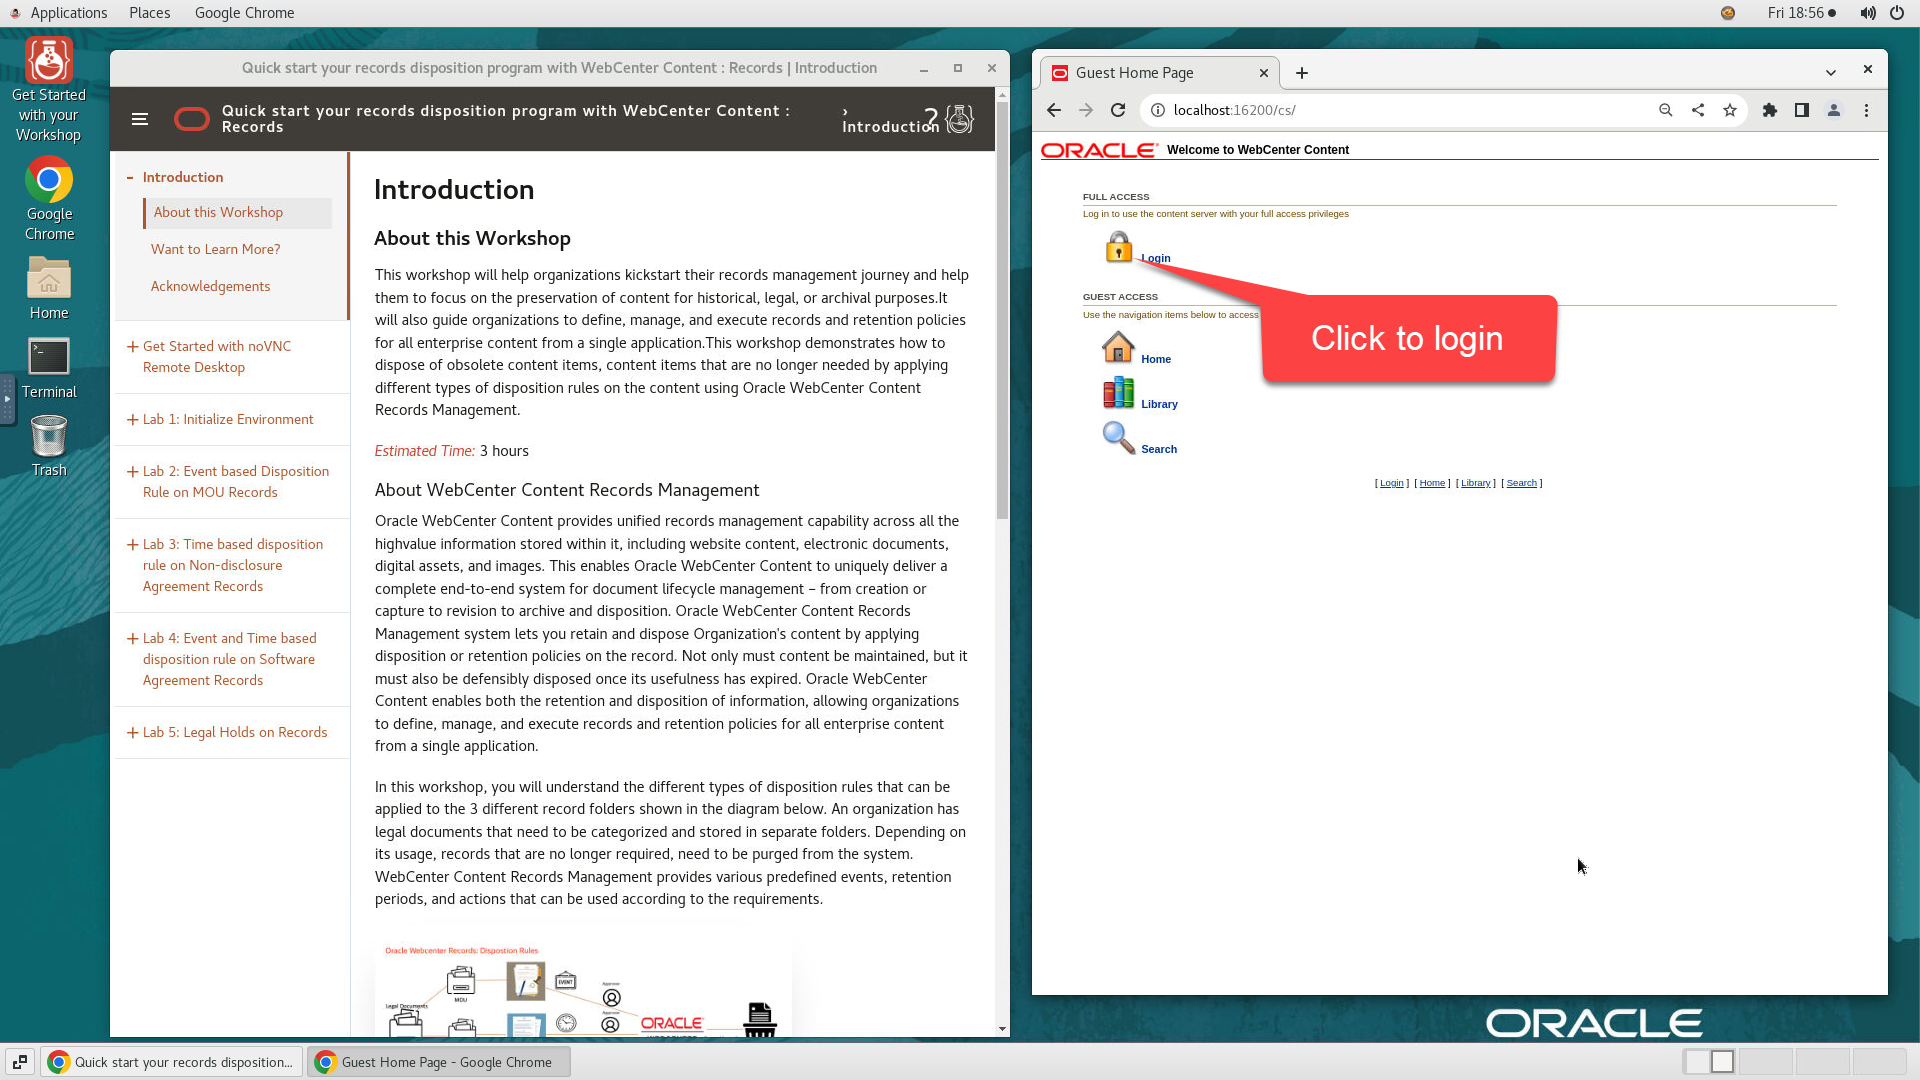 Applications Places Google Chrome
Fri 18:56
Get Started
with your
Workshop
Google
Chrome
Home
Terminal
Trash
Quick start your records disposition program with WebCenter Content : Records | Introduction
Quick start your records disposition program with WebCenter Content :
Records
›
Introduction
?
- Introduction
About this Workshop
Want to Learn More?
Acknowledgements
+ Get Started with noVNC
Remote Desktop
+ Lab 1: Initialize Environment
+ Lab 2: Event based Disposition
Rule on MOU Records
+ Lab 3: Time based disposition
rule on Non-disclosure
Agreement Records
+ Lab 4: Event and Time based
disposition rule on Software
Agreement Records
+ Lab 5: Legal Holds on Records
Introduction
About this Workshop
This workshop will help organizations kickstart their records management journey and help
them to focus on the preservation of content for historical, legal, or archival purposes.It
will also guide organizations to define, manage, and execute records and retention policies
for all enterprise content from a single application.This workshop demonstrates how to
dispose of obsolete content items, content items that are no longer needed by applying
different types of disposition rules on the content using Oracle WebCenter Content
Records Management.
Estimated Time: 3 hours
About WebCenter Content Records Management
Oracle WebCenter Content provides unified records management capability across all the
highvalue information stored within it, including website content, electronic documents,
digital assets, and images. This enables Oracle WebCenter Content to uniquely deliver a
complete end-to-end system for document lifecycle management – from creation or
capture to revision to archive and disposition. Oracle WebCenter Content Records
Management system lets you retain and dispose Organization's content by applying
disposition or retention policies on the record. Not only must content be maintained, but it
must also be defensibly disposed once its usefulness has expired. Oracle WebCenter
Content enables both the retention and disposition of information, allowing organizations
to define, manage, and execute records and retention policies for all enterprise content
from a single application.
In this workshop, you will understand the different types of disposition rules that can be
applied to the 3 different record folders shown in the diagram below. An organization has
legal documents that need to be categorized and stored in separate folders. Depending on
its usage, records that are no longer required, need to be purged from the system.
WebCenter Content Records Management provides various predefined events, retention
periods, and actions that can be used according to the requirements.
Oracle Webcenter Records: Dispostion Rules
EVENT
MOU
Legal Documents
ORACLE
Guest Home Page
localhost:16200/cs/
ORACLE Welcome to WebCenter Content
FULL ACCESS
Log in to use the content server with your full access privileges
Login
GUEST ACCESS
Use the navigation items below to access
Click to login
Home
Library
Search
[ Login ] [ Home ] [ Library ] [ Search ]
ORACLE
Quick start your records disposition...
Guest Home Page - Google Chrome